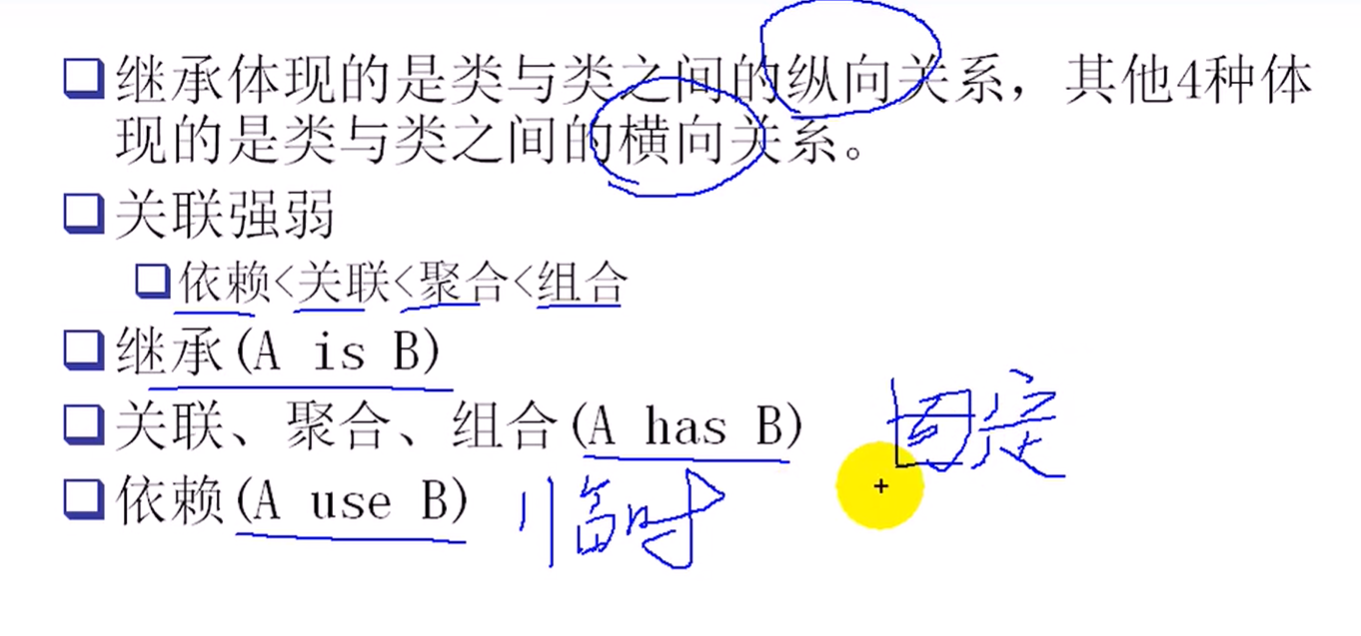 继承体现的是类与类之间的纵向关系，其他4种体
现的是类与类之间的横向关系。
关联强弱
依赖<关联<聚合<组合
继承(A is B)
关联、聚合、组合(A has B) 固定
依赖(A use B) 临时